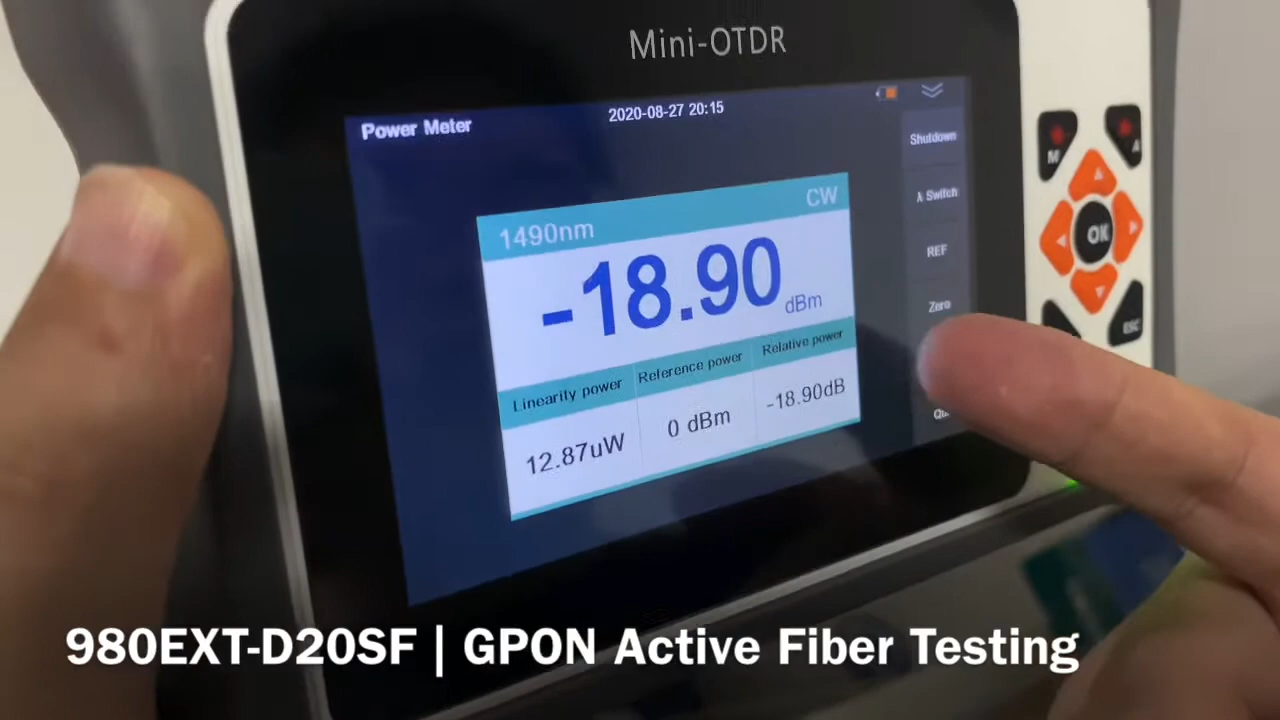 Mini-OTDR
Power Meter
2020-08-27 20:15
Shutdown
1490nm
CW
λ Switch
-18.90
dBm
REF
Zero
Linearity power
Reference power
Relative power
12.87uW
0 dBm
-18.90dB
M
A
OK
ESC
980EXT-D20SF | GPON Active Fiber Testing